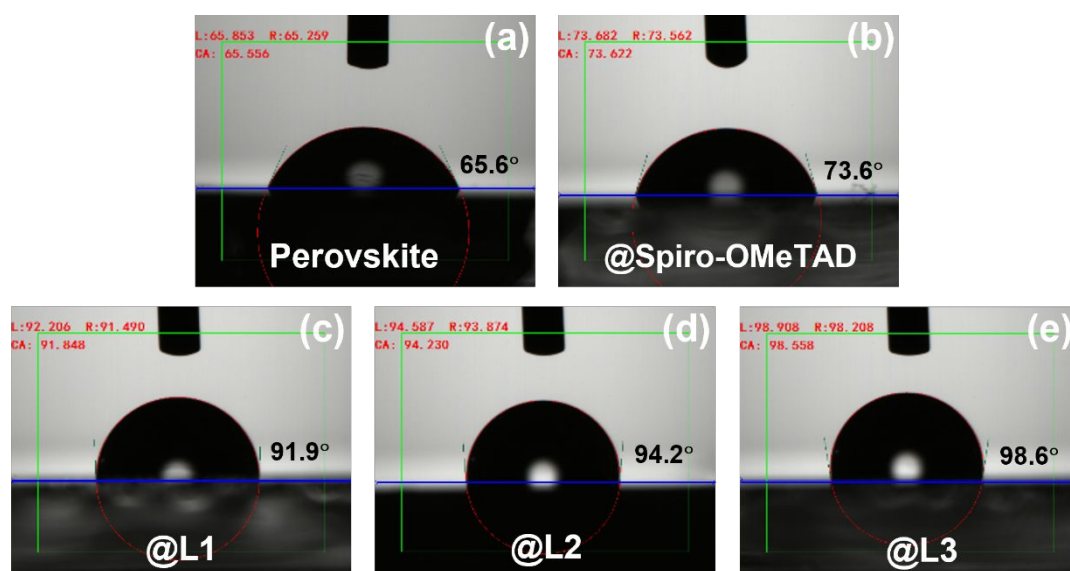 L:65.853 R:65.259
CA: 65.556
(a)
65.6°
Perovskite
L:73.682 R:73.562
CA: 73.622
(b)
73.6°
@Spiro-OMeTAD
L:92.206 R:91.490
CA: 91.848
(c)
91.9°
@L1
L:94.587 R:93.874
CA: 94.230
(d)
94.2°
@L2
L:98.908 R:98.208
CA: 98.558
(e)
98.6°
@L3